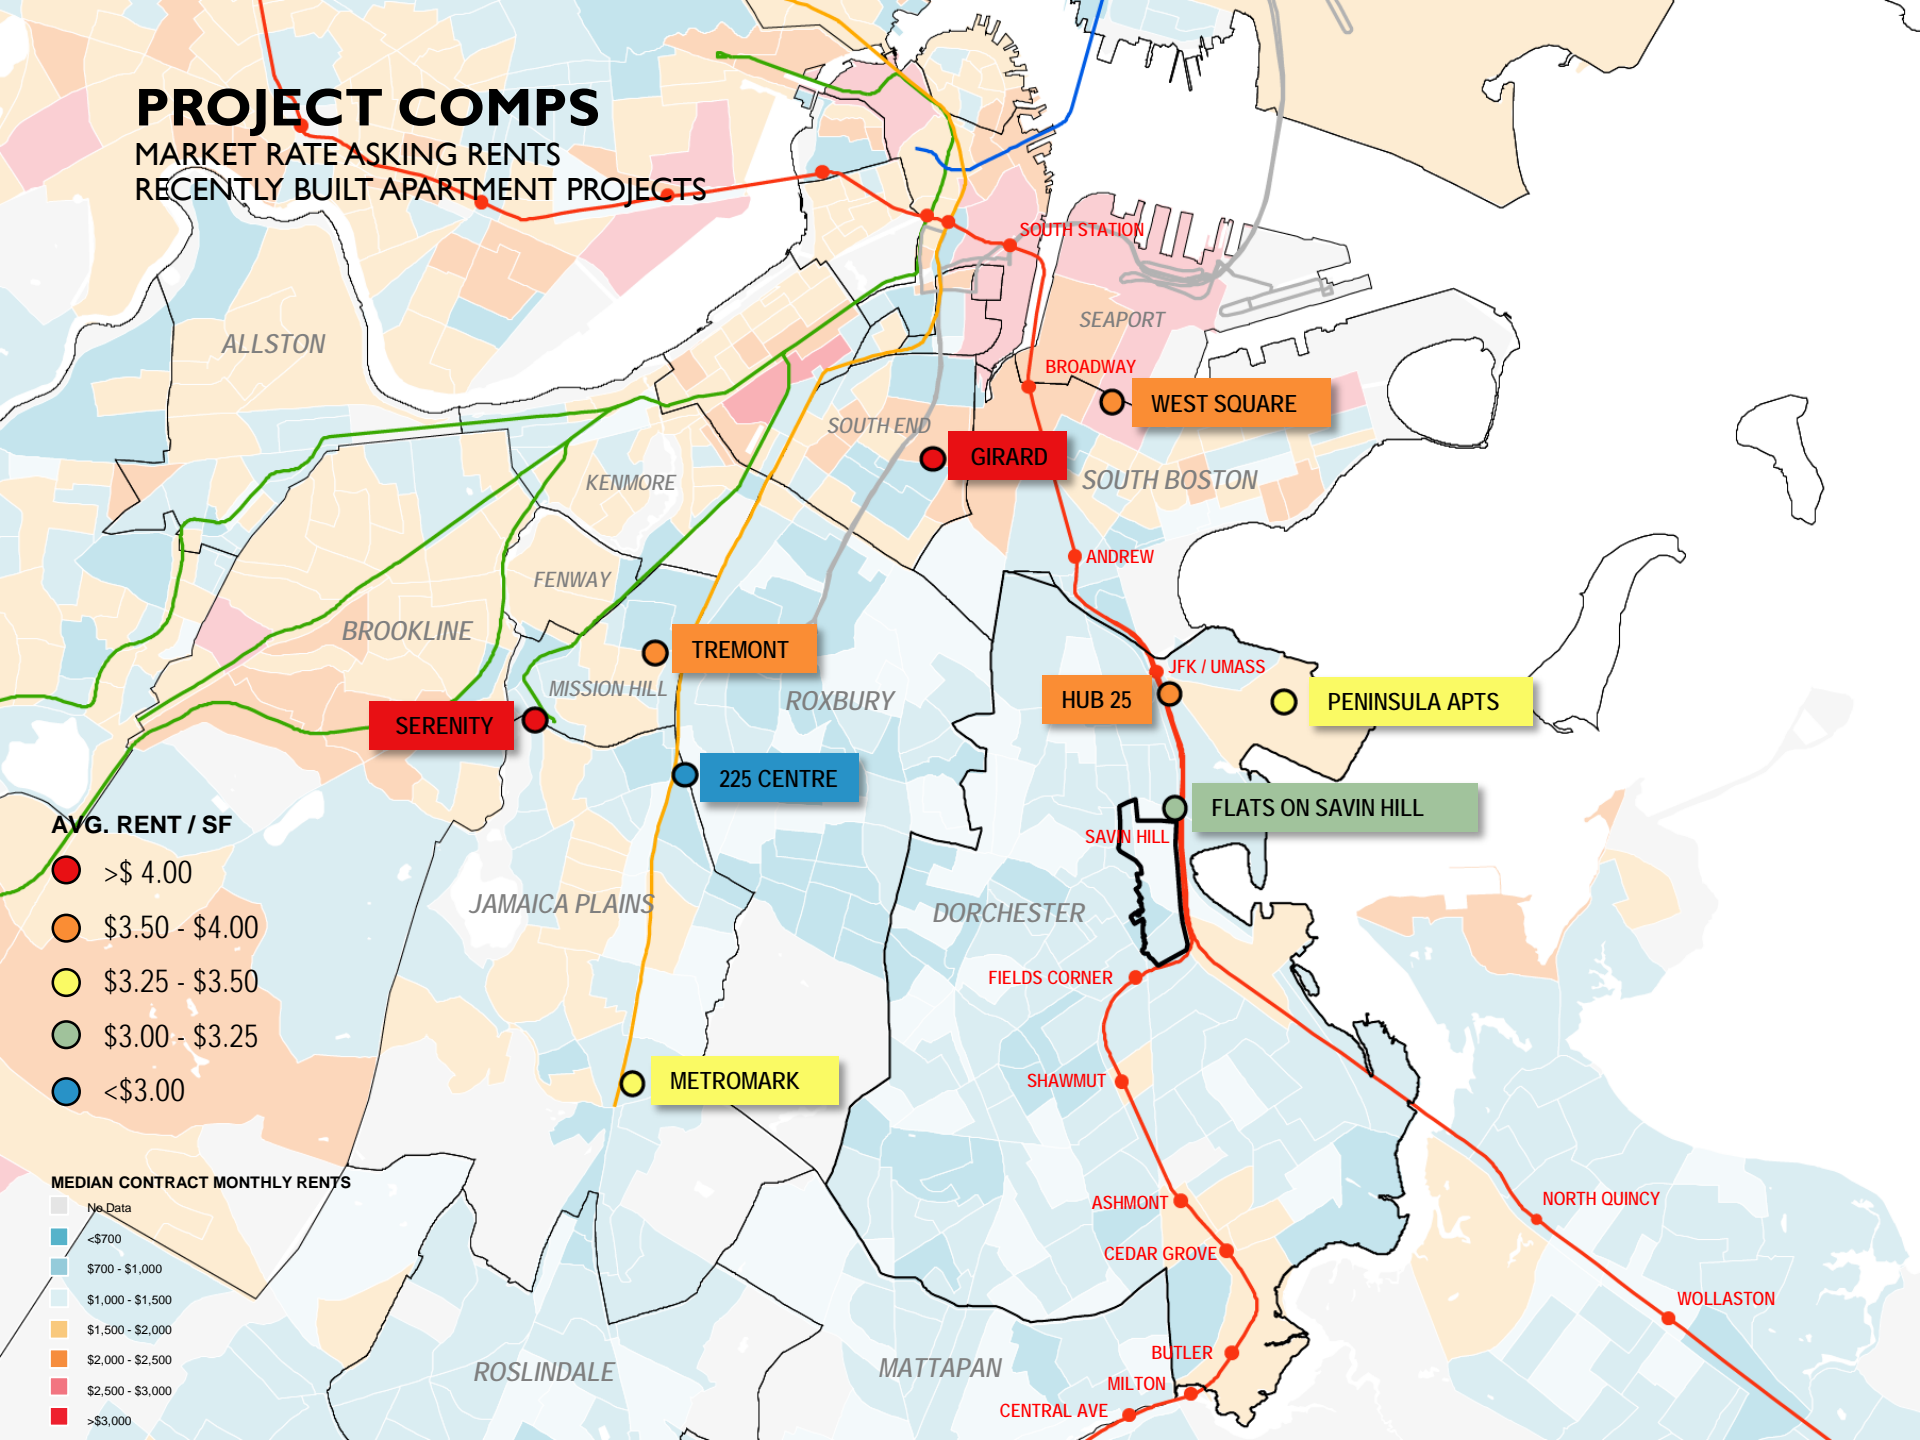 PROJECT COMPS
MARKET RATE ASKING RENTS
RECENTLY BUILT APARTMENT PROJECTS
SOUTH STATION
SEAPORT
ALLSTON
BROADWAY
WEST SQUARE
SOUTH END
GIRARD
KENMORE
SOUTH BOSTON
ANDREW
FENWAY
BROOKLINE
TREMONT
JFK / UMASS
MISSION HILL
ROXBURY
HUB 25
PENINSULA APTS
SERENITY
225 CENTRE
FLATS ON SAVIN HILL
SAVIN HILL
AVG. RENT / SF
>$ 4.00
$3.50 - $4.00
$3.25 - $3.50
$3.00 - $3.25
<$3.00
JAMAICA PLAINS
DORCHESTER
FIELDS CORNER
METROMARK
SHAWMUT
MEDIAN CONTRACT MONTHLY RENTS
No Data
<$700
$700 - $1,000
$1,000 - $1,500
$1,500 - $2,000
$2,000 - $2,500
$2,500 - $3,000
>$3,000
ASHMONT
NORTH QUINCY
CEDAR GROVE
WOLLASTON
BUTLER
ROSLINDALE
MATTAPAN
MILTON
CENTRAL AVE